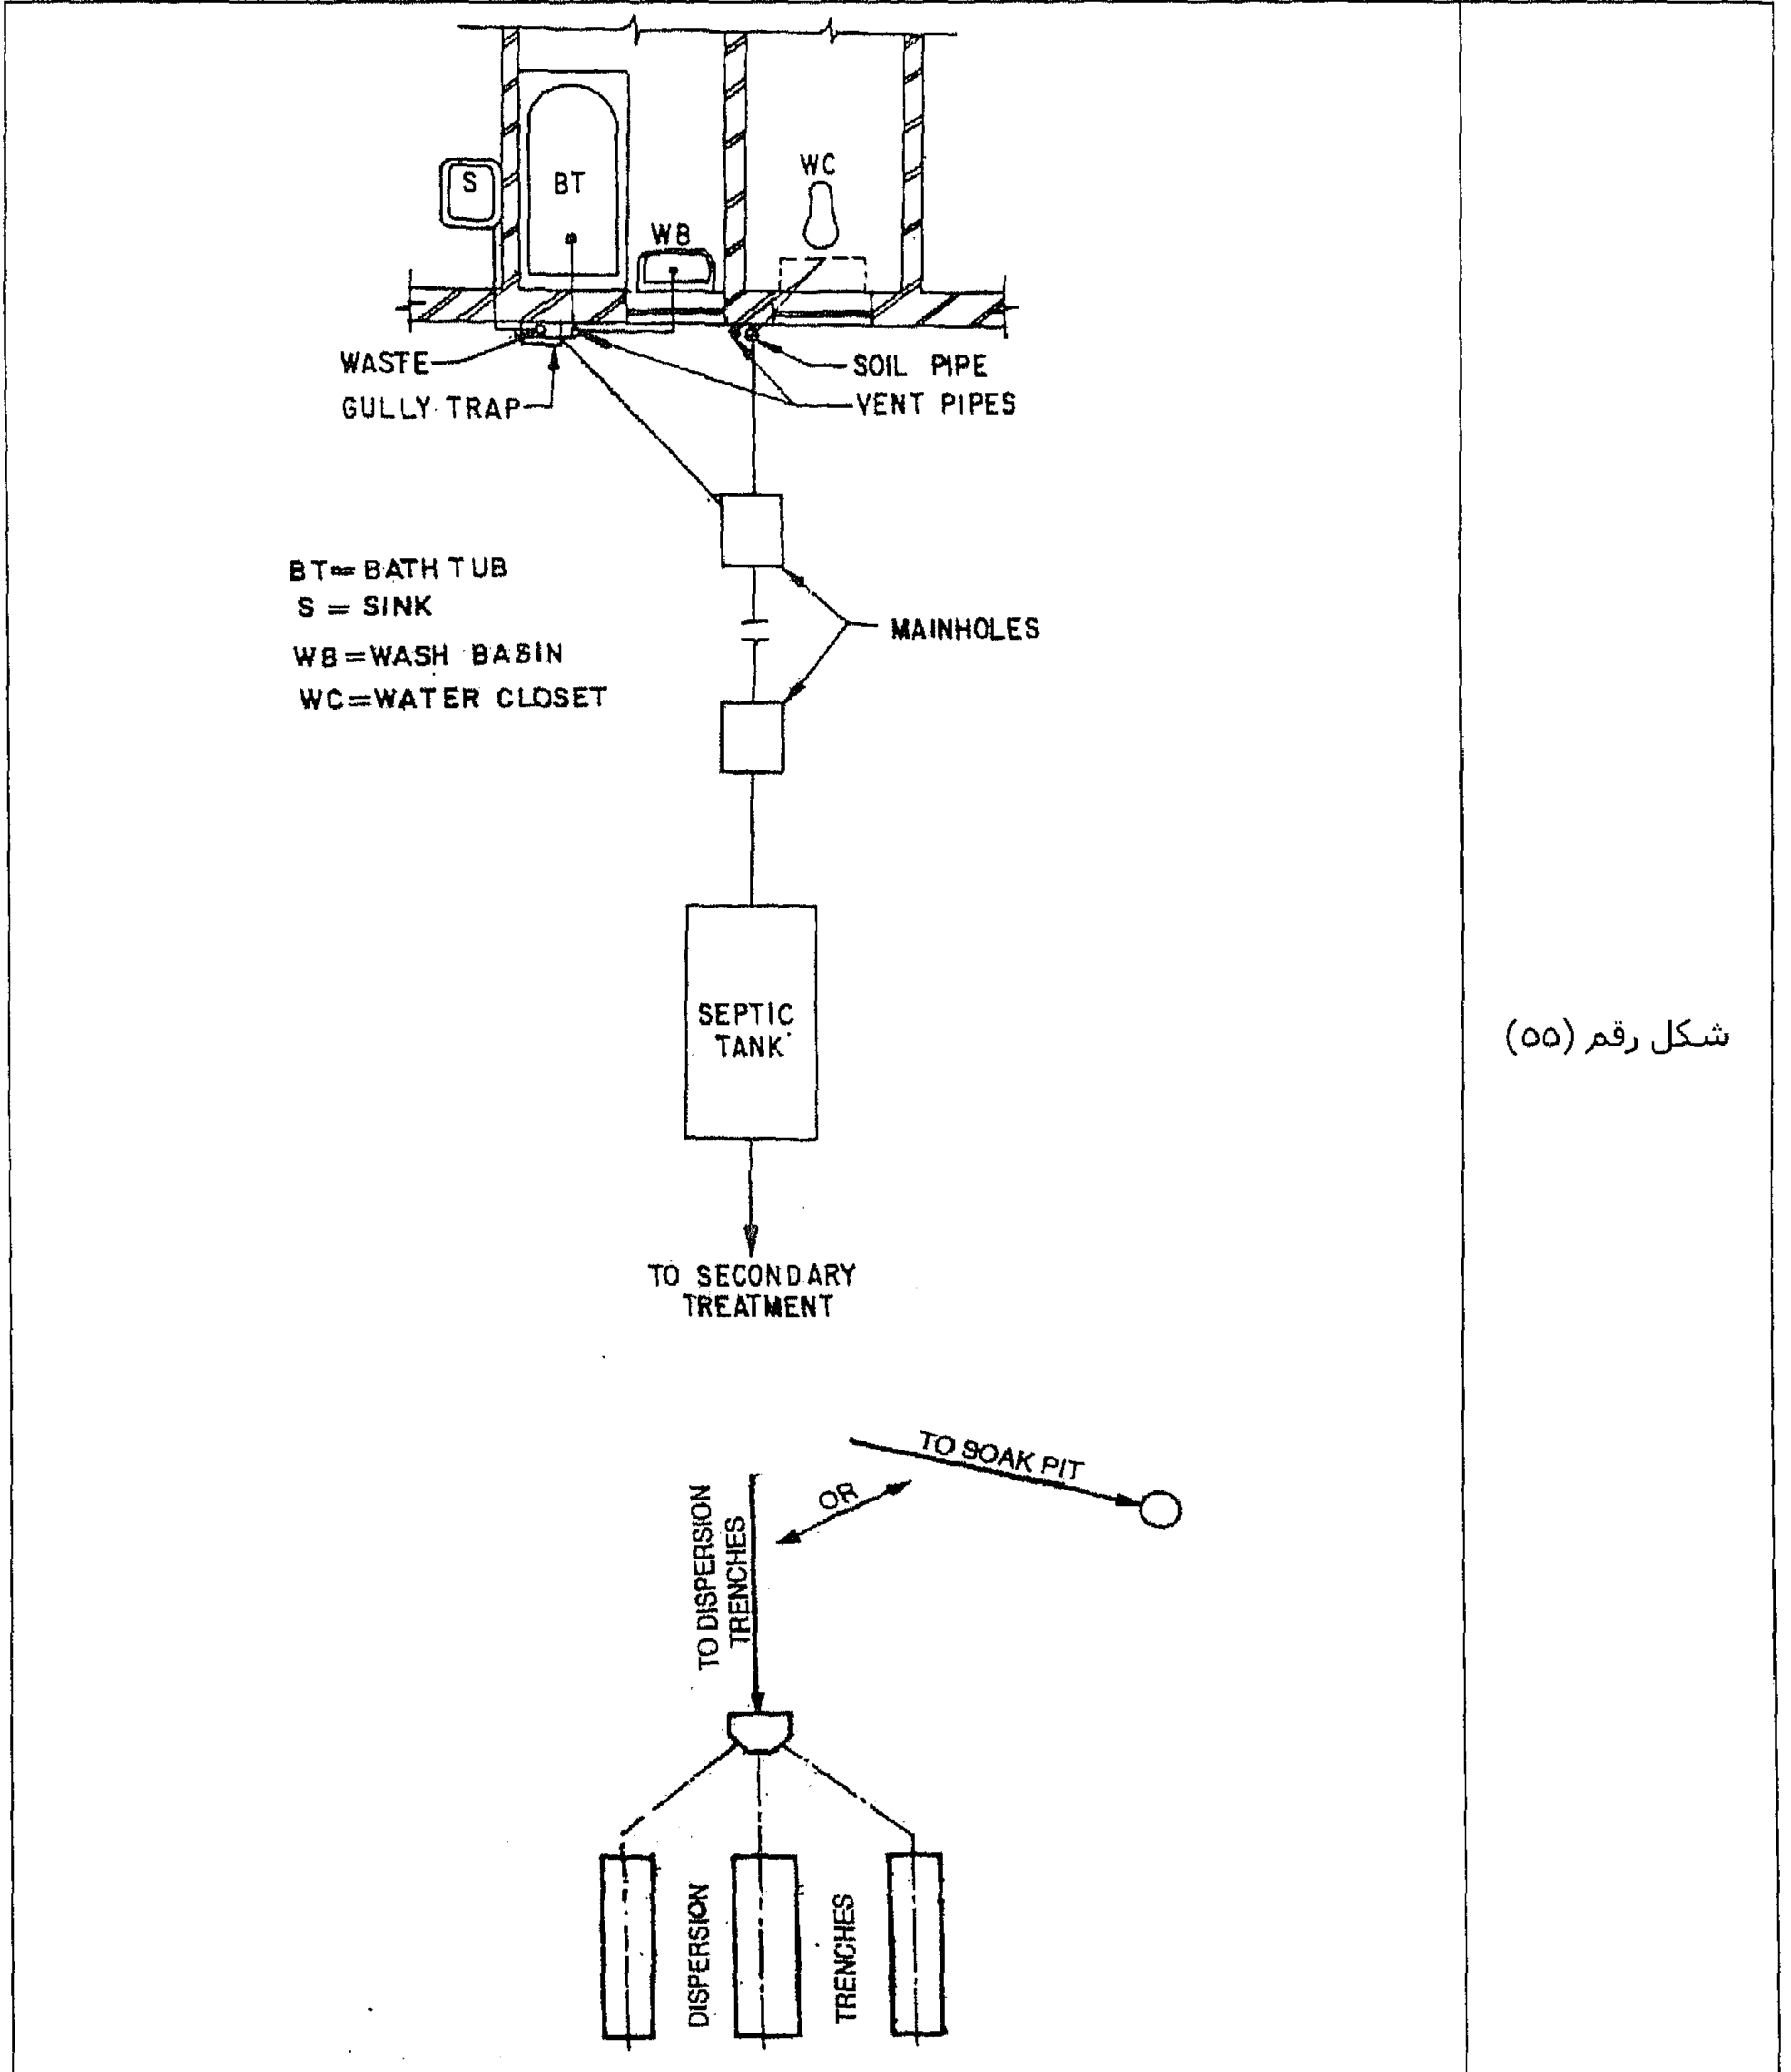 S
BT
WB
WC
WASTE
GULLY TRAP
SOIL PIPE
VENT PIPES
BT= BATH TUB
S = SINK
WB=WASH BASIN
WC=WATER CLOSET
MAINHOLES
SEPTIC
TANK
TO SECONDARY
TREATMENT
TO SOAK PIT
OR
TO DISPERSION
TRENCHES
DISPERSION
TRENCHES
شكل رقم (٥٥)